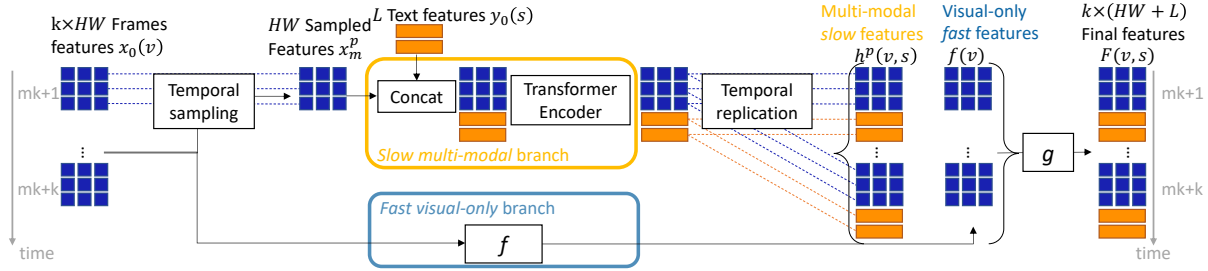 k×HW Frames
features x₀(v)
HW Sampled
Features xₘᵖ
L Text features y₀(s)
Multi-modal
slow features
hᵖ(v, s)
Visual-only
fast features
f(v)
k×(HW + L)
Final features
F(v, s)
mk+1
Temporal
sampling
Concat
Transformer
Encoder
Temporal
replication
mk+1
Slow multi-modal branch
...
...
...
...
g
mk+k
mk+k
Fast visual-only branch
f
time
time